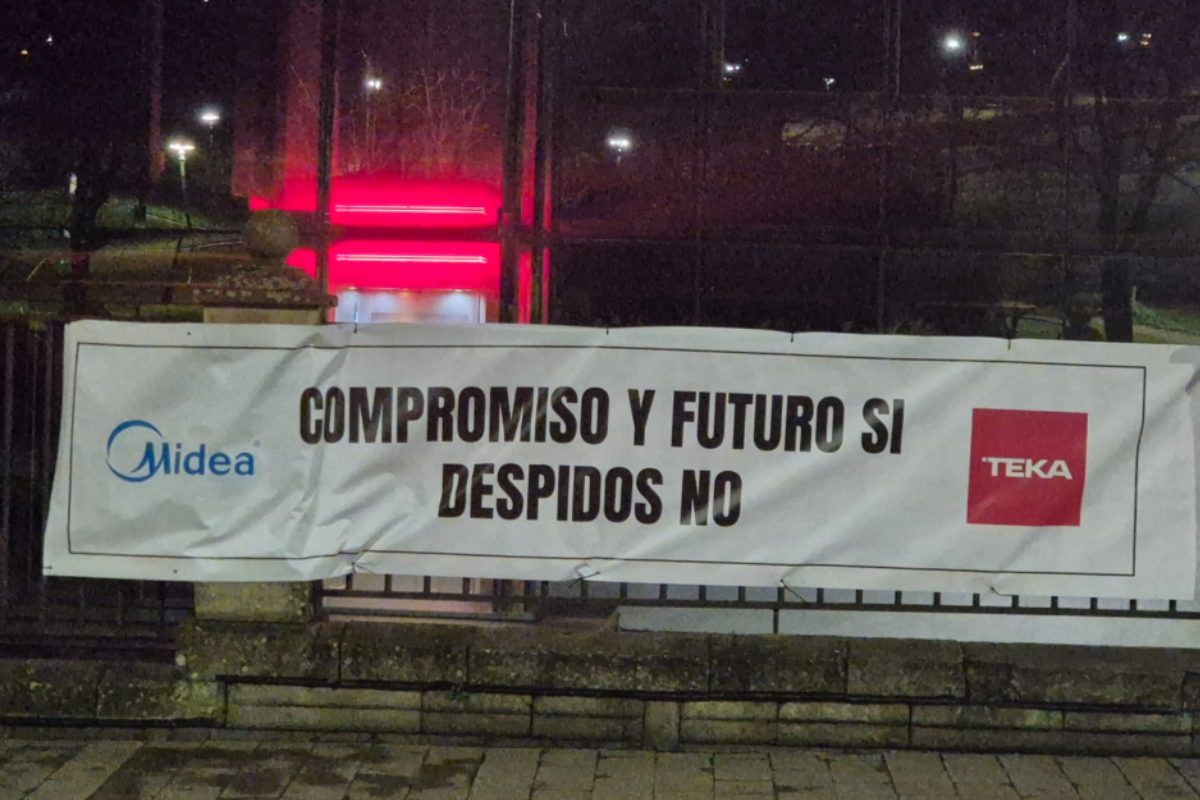 Midea
COMPROMISO Y FUTURO SI
DESPIDOS NO
TEKA